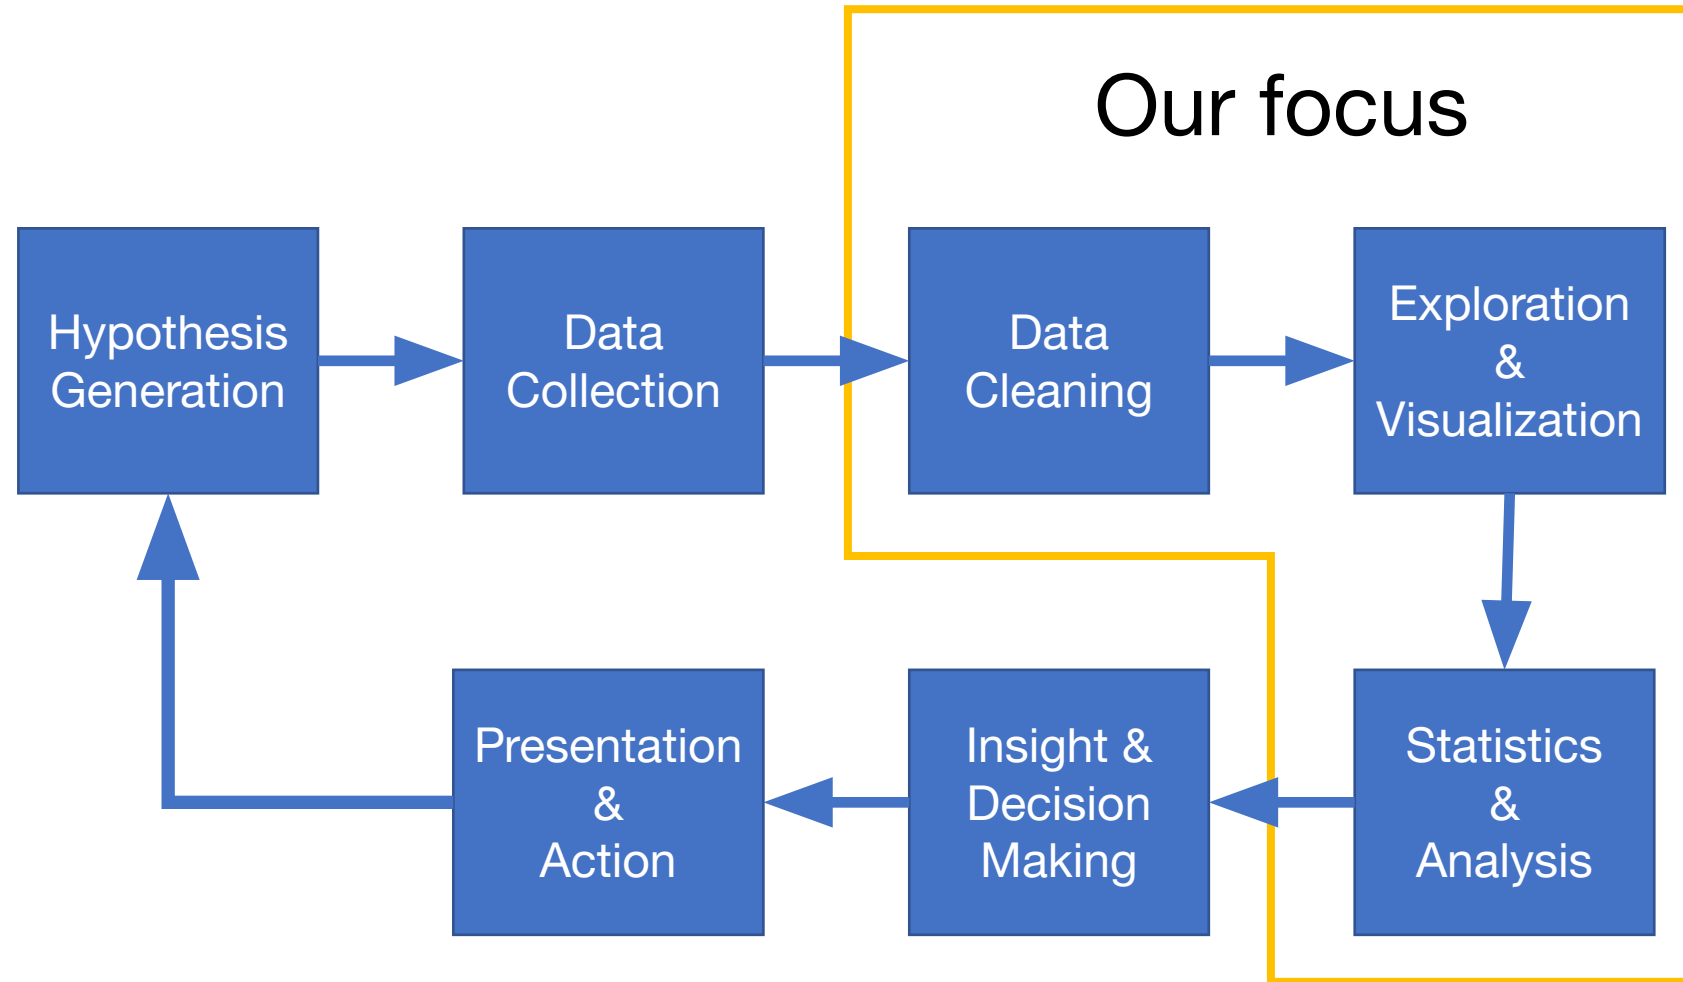 Our focus
Hypothesis
Generation
Data
Collection
Data
Cleaning
Exploration
&
Visualization
Presentation
&
Action
Insight &
Decision
Making
Statistics
&
Analysis